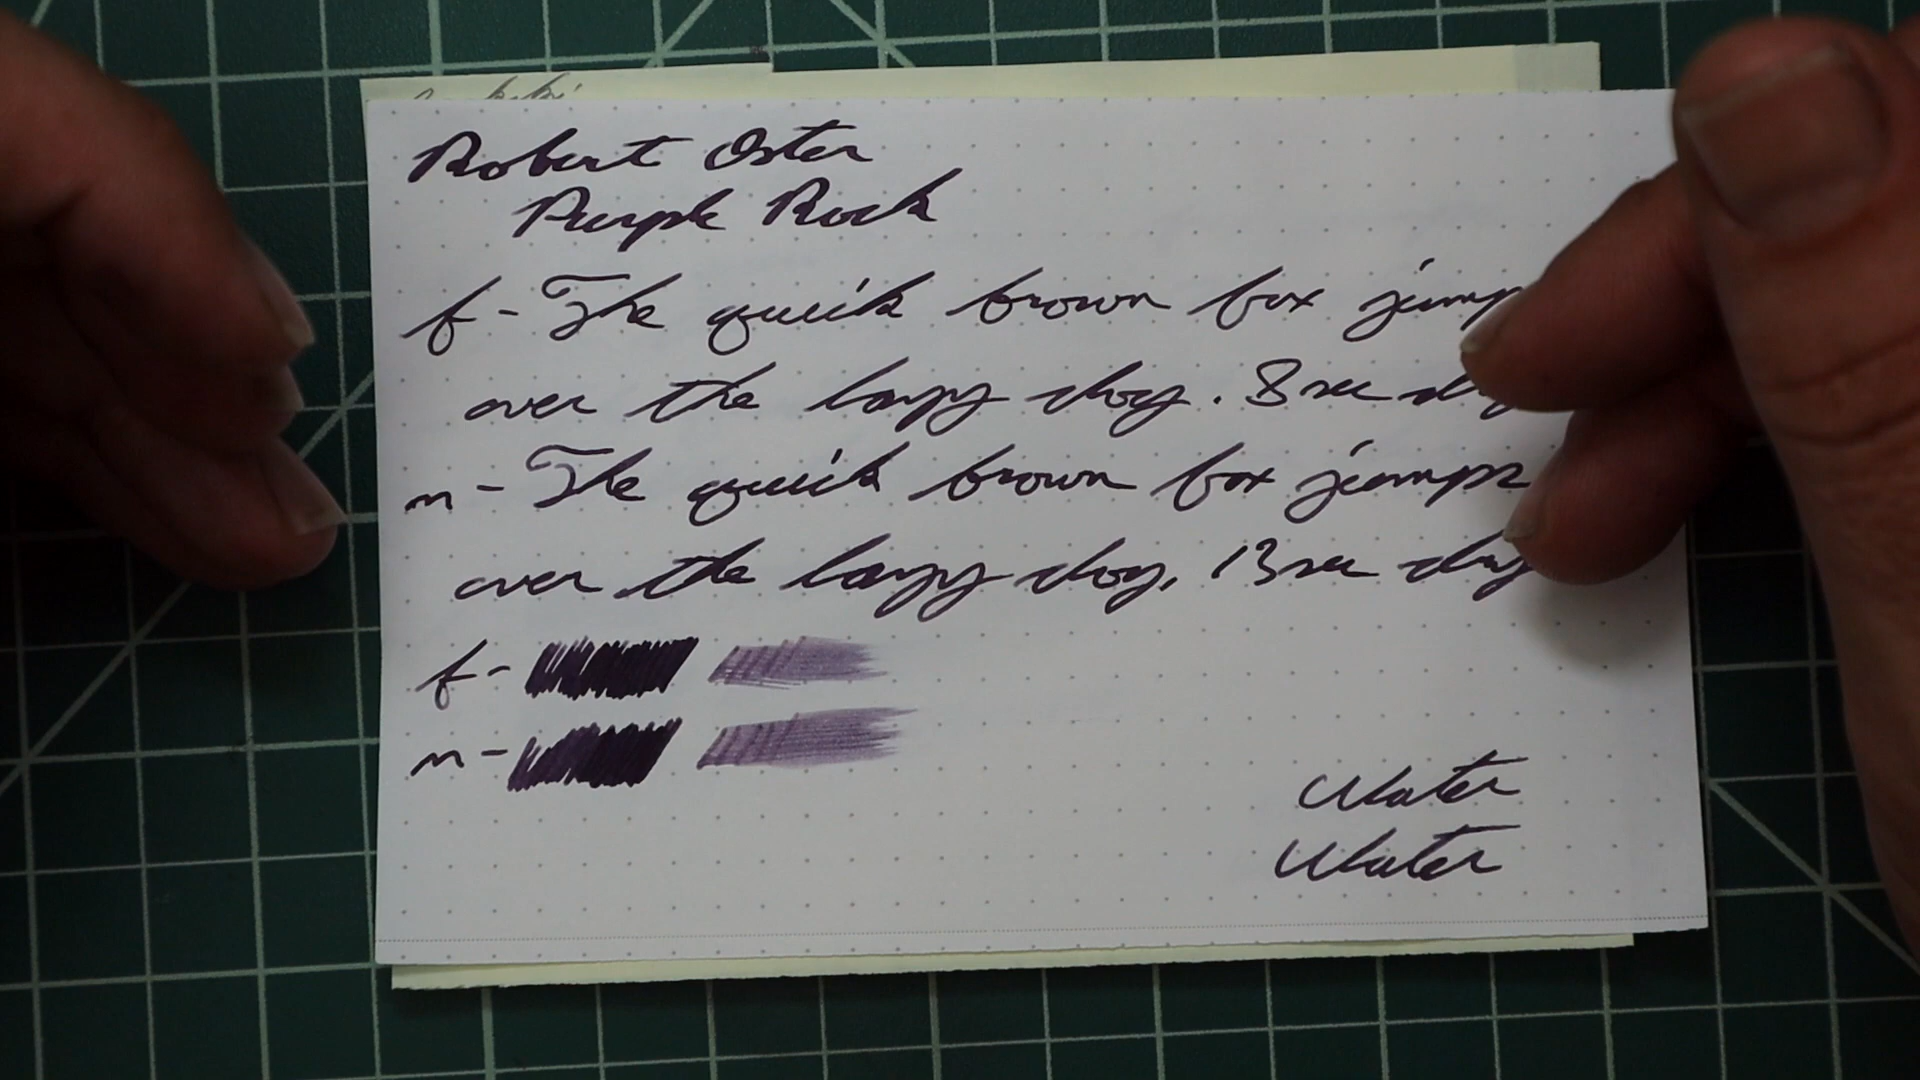 Robert Oster
Purple Rock
f - The quick brown fox jump
over the lazy dog. 8 sec dry
m - The quick brown fox jumps
over the lazy dog. 13 sec dry
f -
m -
Water
Water